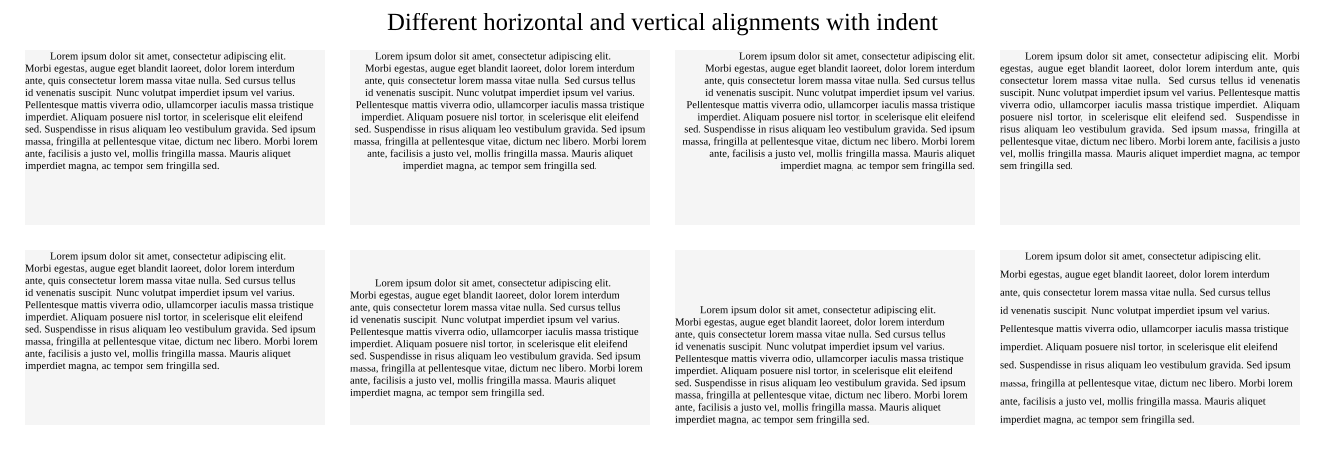 Different horizontal and vertical alignments with indent
Lorem ipsum dolor sit amet, consectetur adipiscing elit.
Morbi egestas, augue eget blandit laoreet, dolor lorem interdum
ante, quis consectetur lorem massa vitae nulla. Sed cursus tellus
id venenatis suscipit. Nunc volutpat imperdiet ipsum vel varius.
Pellentesque mattis viverra odio, ullamcorper iaculis massa tristique
imperdiet. Aliquam posuere nisl tortor, in scelerisque elit eleifend
sed. Suspendisse in risus aliquam leo vestibulum gravida. Sed ipsum
massa, fringilla at pellentesque vitae, dictum nec libero. Morbi lorem
ante, facilisis a justo vel, mollis fringilla massa. Mauris aliquet
imperdiet magna, ac tempor sem fringilla sed.
Lorem ipsum dolor sit amet, consectetur adipiscing elit.
Morbi egestas, augue eget blandit laoreet, dolor lorem interdum
ante, quis consectetur lorem massa vitae nulla. Sed cursus tellus
id venenatis suscipit. Nunc volutpat imperdiet ipsum vel varius.
Pellentesque mattis viverra odio, ullamcorper iaculis massa tristique
imperdiet. Aliquam posuere nisl tortor, in scelerisque elit eleifend
sed. Suspendisse in risus aliquam leo vestibulum gravida. Sed ipsum
massa, fringilla at pellentesque vitae, dictum nec libero. Morbi lorem
ante, facilisis a justo vel, mollis fringilla massa. Mauris aliquet
imperdiet magna, ac tempor sem fringilla sed.
Lorem ipsum dolor sit amet, consectetur adipiscing elit.
Morbi egestas, augue eget blandit laoreet, dolor lorem interdum
ante, quis consectetur lorem massa vitae nulla. Sed cursus tellus
id venenatis suscipit. Nunc volutpat imperdiet ipsum vel varius.
Pellentesque mattis viverra odio, ullamcorper iaculis massa tristique
imperdiet. Aliquam posuere nisl tortor, in scelerisque elit eleifend
sed. Suspendisse in risus aliquam leo vestibulum gravida. Sed ipsum
massa, fringilla at pellentesque vitae, dictum nec libero. Morbi lorem
ante, facilisis a justo vel, mollis fringilla massa. Mauris aliquet
imperdiet magna, ac tempor sem fringilla sed.
Lorem ipsum dolor sit amet, consectetur adipiscing elit. Morbi
egestas, augue eget blandit laoreet, dolor lorem interdum ante, quis
consectetur lorem massa vitae nulla. Sed cursus tellus id venenatis
suscipit. Nunc volutpat imperdiet ipsum vel varius. Pellentesque mattis
viverra odio, ullamcorper iaculis massa tristique imperdiet. Aliquam
posuere nisl tortor, in scelerisque elit eleifend sed. Suspendisse in
risus aliquam leo vestibulum gravida. Sed ipsum massa, fringilla at
pellentesque vitae, dictum nec libero. Morbi lorem ante, facilisis a justo
vel, mollis fringilla massa. Mauris aliquet imperdiet magna, ac tempor
sem fringilla sed.
Lorem ipsum dolor sit amet, consectetur adipiscing elit.
Morbi egestas, augue eget blandit laoreet, dolor lorem interdum
ante, quis consectetur lorem massa vitae nulla. Sed cursus tellus
id venenatis suscipit. Nunc volutpat imperdiet ipsum vel varius.
Pellentesque mattis viverra odio, ullamcorper iaculis massa tristique
imperdiet. Aliquam posuere nisl tortor, in scelerisque elit eleifend
sed. Suspendisse in risus aliquam leo vestibulum gravida. Sed ipsum
massa, fringilla at pellentesque vitae, dictum nec libero. Morbi lorem
ante, facilisis a justo vel, mollis fringilla massa. Mauris aliquet
imperdiet magna, ac tempor sem fringilla sed.
Lorem ipsum dolor sit amet, consectetur adipiscing elit.
Morbi egestas, augue eget blandit laoreet, dolor lorem interdum
ante, quis consectetur lorem massa vitae nulla. Sed cursus tellus
id venenatis suscipit. Nunc volutpat imperdiet ipsum vel varius.
Pellentesque mattis viverra odio, ullamcorper iaculis massa tristique
imperdiet. Aliquam posuere nisl tortor, in scelerisque elit eleifend
sed. Suspendisse in risus aliquam leo vestibulum gravida. Sed ipsum
massa, fringilla at pellentesque vitae, dictum nec libero. Morbi lorem
ante, facilisis a justo vel, mollis fringilla massa. Mauris aliquet
imperdiet magna, ac tempor sem fringilla sed.
Lorem ipsum dolor sit amet, consectetur adipiscing elit.
Morbi egestas, augue eget blandit laoreet, dolor lorem interdum
ante, quis consectetur lorem massa vitae nulla. Sed cursus tellus
id venenatis suscipit. Nunc volutpat imperdiet ipsum vel varius.
Pellentesque mattis viverra odio, ullamcorper iaculis massa tristique
imperdiet. Aliquam posuere nisl tortor, in scelerisque elit eleifend
sed. Suspendisse in risus aliquam leo vestibulum gravida. Sed ipsum
massa, fringilla at pellentesque vitae, dictum nec libero. Morbi lorem
ante, facilisis a justo vel, mollis fringilla massa. Mauris aliquet
imperdiet magna, ac tempor sem fringilla sed.
Lorem ipsum dolor sit amet, consectetur adipiscing elit.
Morbi egestas, augue eget blandit laoreet, dolor lorem interdum
ante, quis consectetur lorem massa vitae nulla. Sed cursus tellus
id venenatis suscipit. Nunc volutpat imperdiet ipsum vel varius.
Pellentesque mattis viverra odio, ullamcorper iaculis massa tristique
imperdiet. Aliquam posuere nisl tortor, in scelerisque elit eleifend
sed. Suspendisse in risus aliquam leo vestibulum gravida. Sed ipsum
massa, fringilla at pellentesque vitae, dictum nec libero. Morbi lorem
ante, facilisis a justo vel, mollis fringilla massa. Mauris aliquet
imperdiet magna, ac tempor sem fringilla sed.